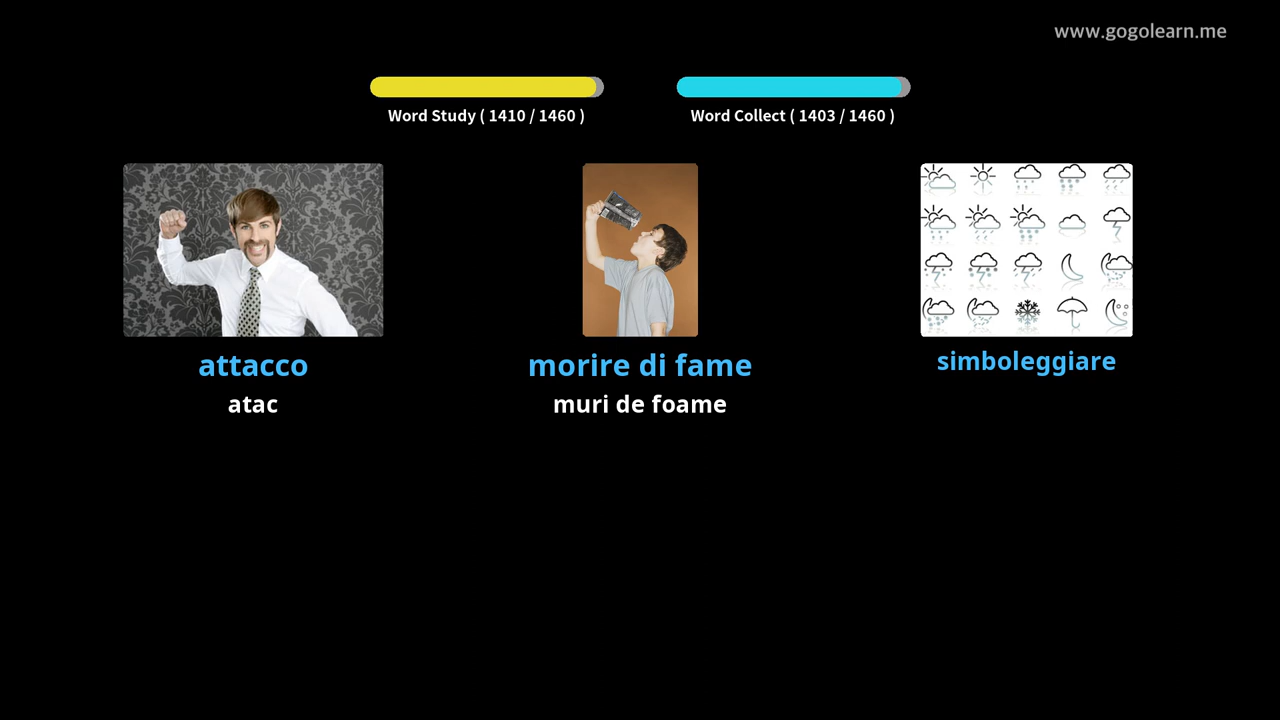 www.gogolearn.me
Word Study ( 1410 / 1460 )
Word Collect ( 1403 / 1460 )
attacco
atac
morire di fame
muri de foame
simboleggiare